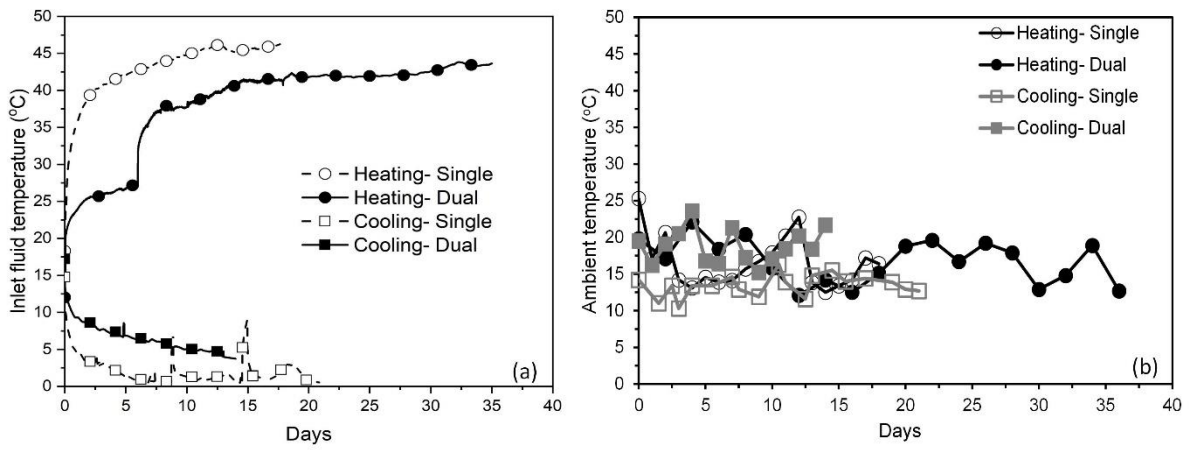 50
45
40
35
30
25
20
15
10
5
0
Inlet fluid temperature (°C)
Heating- Single
Heating- Dual
Cooling- Single
Cooling- Dual
(a)
0 5 10 15 20 25 30 35 40
Days
50
45
40
35
30
25
20
15
10
5
0
Ambient temperature (°C)
Heating- Single
Heating- Dual
Cooling- Single
Cooling- Dual
(b)
0 5 10 15 20 25 30 35 40
Days